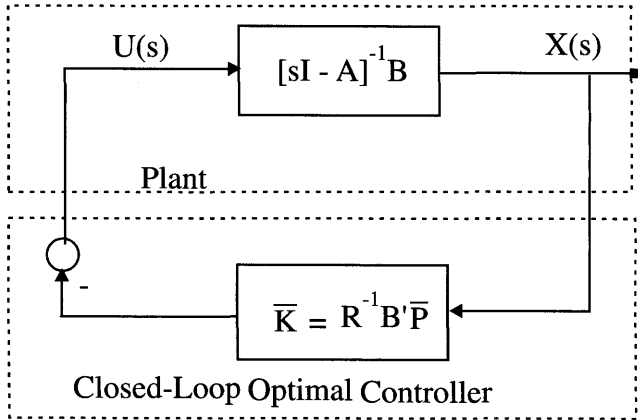 U(s)
[sI - A]⁻¹B
X(s)
Plant
-
K̅ = R⁻¹B'P̅
Closed-Loop Optimal Controller